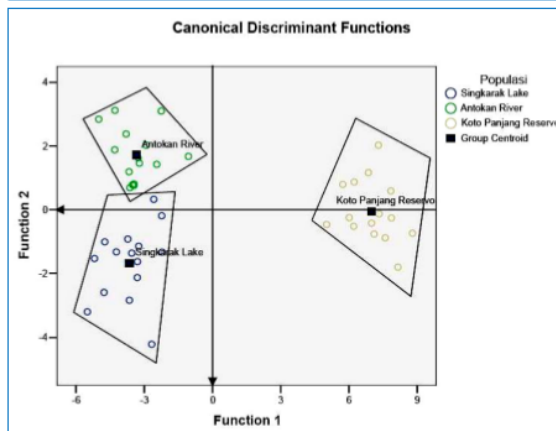 Canonical Discriminant Functions
Populasi
Singkarak Lake
Antokan River
Koto Panjang Reservo
Group Centroid
4
2
0
-2
-4
Function 2
Antokan River
Koto Panjang Reservo
Singkarak Lake
-6
-3
0
3
6
9
Function 1